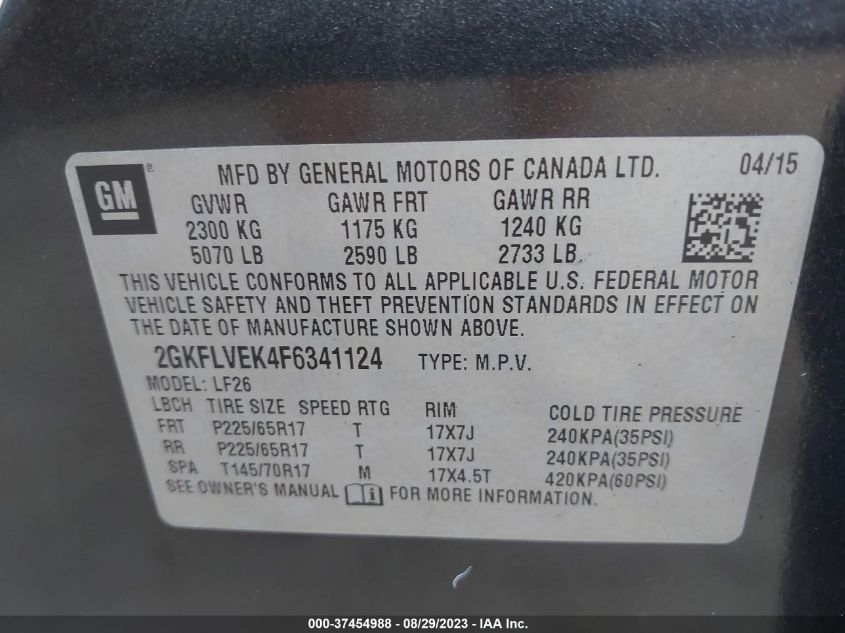 GM ®
MFD BY GENERAL MOTORS OF CANADA LTD. 04/15
GVWR GAWR FRT GAWR RR
2300 KG 1175 KG 1240 KG
5070 LB 2590 LB 2733 LB
THIS VEHICLE CONFORMS TO ALL APPLICABLE U.S. FEDERAL MOTOR
VEHICLE SAFETY AND THEFT PREVENTION STANDARDS IN EFFECT ON
THE DATE OF MANUFACTURE SHOWN ABOVE.
2GKFLVEK4F6341124 TYPE: M.P.V.
MODEL: LF26
LBCH TIRE SIZE SPEED RTG RIM COLD TIRE PRESSURE
FRT P225/65R17 T 17X7J 240KPA(35PSI)
RR P225/65R17 T 17X7J 240KPA(35PSI)
SPA T145/70R17 M 17X4.5T 420KPA(60PSI)
SEE OWNER'S MANUAL FOR MORE INFORMATION.
000-37454988 - 08/29/2023 - IAA Inc.